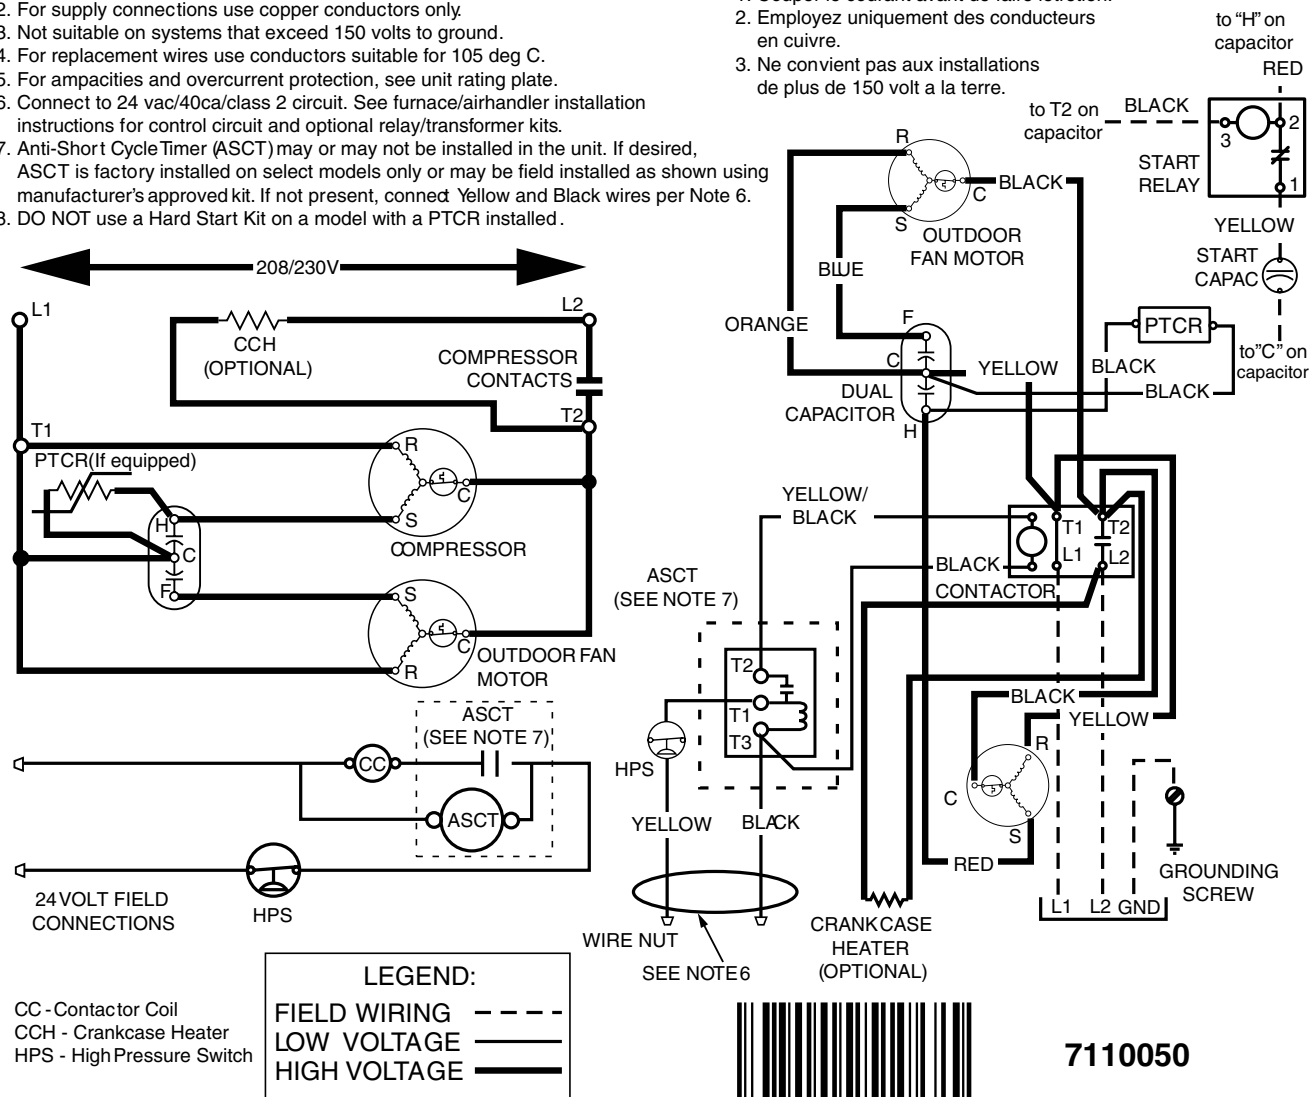 2. For supply connections use copper conductors only.
3. Not suitable on systems that exceed 150 volts to ground.
4. For replacement wires use conductors suitable for 105 deg C.
5. For ampacities and overcurrent protection, see unit rating plate.
6. Connect to 24 vac/40ca/class 2 circuit. See furnace/airhandler installation
instructions for control circuit and optional relay/transformer kits.
7. Anti-Short Cycle Timer (ASCT) may or may not be installed in the unit. If desired,
ASCT is factory installed on select models only or may be field installed as shown using
manufacturer's approved kit. If not present, connect Yellow and Black wires per Note 6.
8. DO NOT use a Hard Start Kit on a model with a PTCR installed.
2. Employez uniquement des conducteurs
en cuivre.
3. Ne convient pas aux installations
de plus de 150 volt a la terre.
to "H" on
capacitor
RED
to T2 on
capacitor
BLACK
3
2
1
START
RELAY
YELLOW
START
CAPAC
to"C" on
capacitor
208/230V
L1
L2
CCH
(OPTIONAL)
COMPRESSOR
CONTACTS
T1
T2
PTCR(If equipped)
R
C
S
COMPRESSOR
H
C
F
S
C
R
OUTDOOR FAN
MOTOR
ASCT
(SEE NOTE 7)
CC
ASCT
24 VOLT FIELD
CONNECTIONS
HPS
R
C
S
BLACK
OUTDOOR
FAN MOTOR
BLUE
ORANGE
F
C
H
DUAL
CAPACITOR
YELLOW
PTCR
BLACK
BLACK
YELLOW/
BLACK
T1
T2
L1
L2
BLACK
CONTACTOR
ASCT
(SEE NOTE 7)
T2
T1
T3
HPS
YELLOW
BLACK
BLACK
YELLOW
R
C
S
RED
GROUNDING
SCREW
L1 L2 GND
CRANKCASE
HEATER
(OPTIONAL)
WIRE NUT
SEE NOTE 6
CC - Contactor Coil
CCH - Crankcase Heater
HPS - High Pressure Switch
LEGEND:
FIELD WIRING
LOW VOLTAGE
HIGH VOLTAGE
7110050